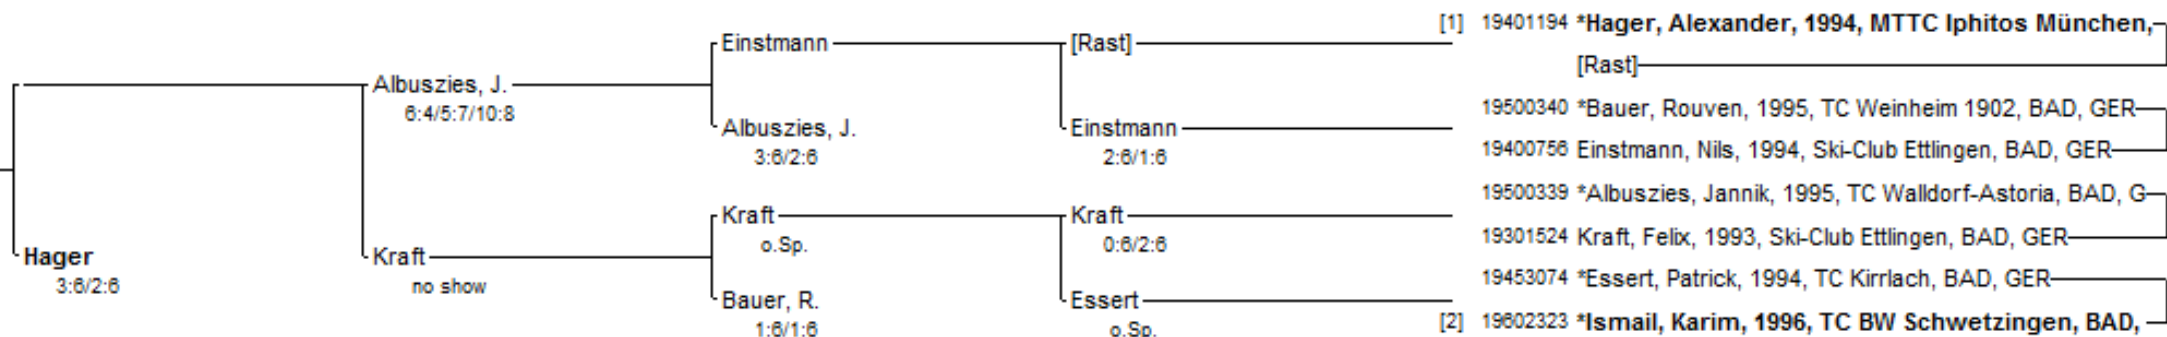 [1] 19401194 *Hager, Alexander, 1994, MTTC Iphitos München,
Einstmann [Rast]
[Rast]
Albuszies, J.
6:4/5:7/10:8
19500340 *Bauer, Rouven, 1995, TC Weinheim 1902, BAD, GER
Albuszies, J. Einstmann
3:6/2:6 2:6/1:6
19400756 Einstmann, Nils, 1994, Ski-Club Ettlingen, BAD, GER
19500339 *Albuszies, Jannik, 1995, TC Walldorf-Astoria, BAD, G
Kraft Kraft
o.Sp. 0:6/2:6
19301524 Kraft, Felix, 1993, Ski-Club Ettlingen, BAD, GER
Hager Kraft
3:6/2:6 no show
19453074 *Essert, Patrick, 1994, TC Kirrlach, BAD, GER
Bauer, R. Essert
1:6/1:6 o.Sp.
[2] 19602323 *Ismail, Karim, 1996, TC BW Schwetzingen, BAD,